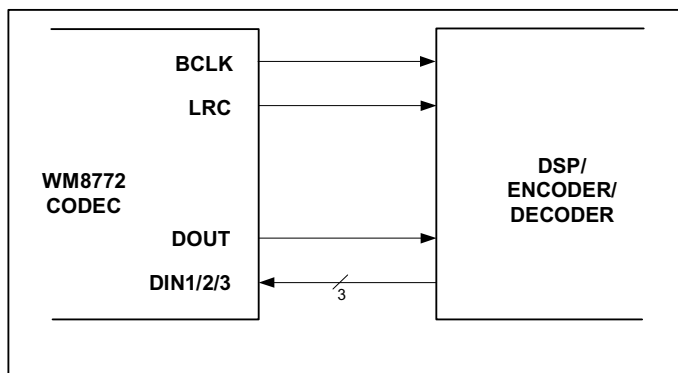 BCLK
LRC
WM8772
CODEC
DSP/
ENCODER/
DECODER
DOUT
DIN1/2/3
3